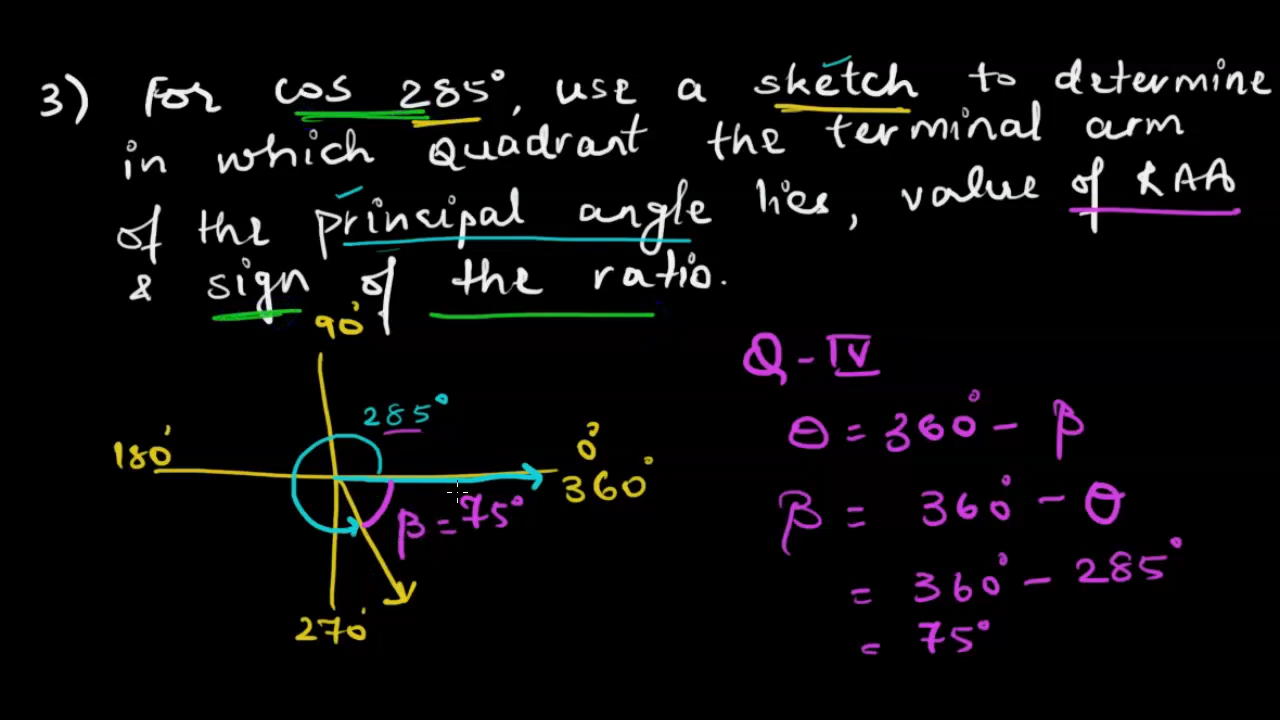 3) For cos 285°, use a sketch to determine
in which Quadrant the terminal arm
of the principal angle lies, value of RAA
& sign of the ratio.
90°
285°
180°
0°
360°
β = 75°
270°
Q - IV
θ = 360° - β
β = 360° - θ
= 360° - 285°
= 75°